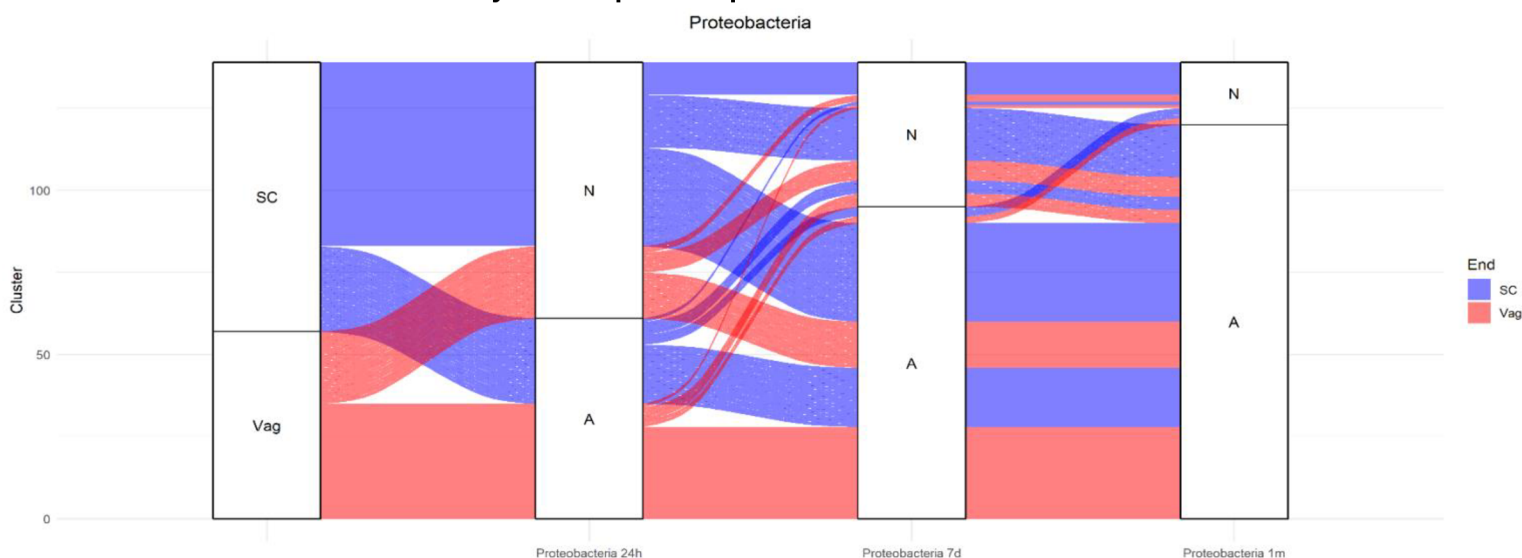 Proteobacteria
Cluster
100
50
0
SC
Vag
N
A
N
A
N
A
Proteobacteria 24h
Proteobacteria 7d
Proteobacteria 1m
End
SC
Vag